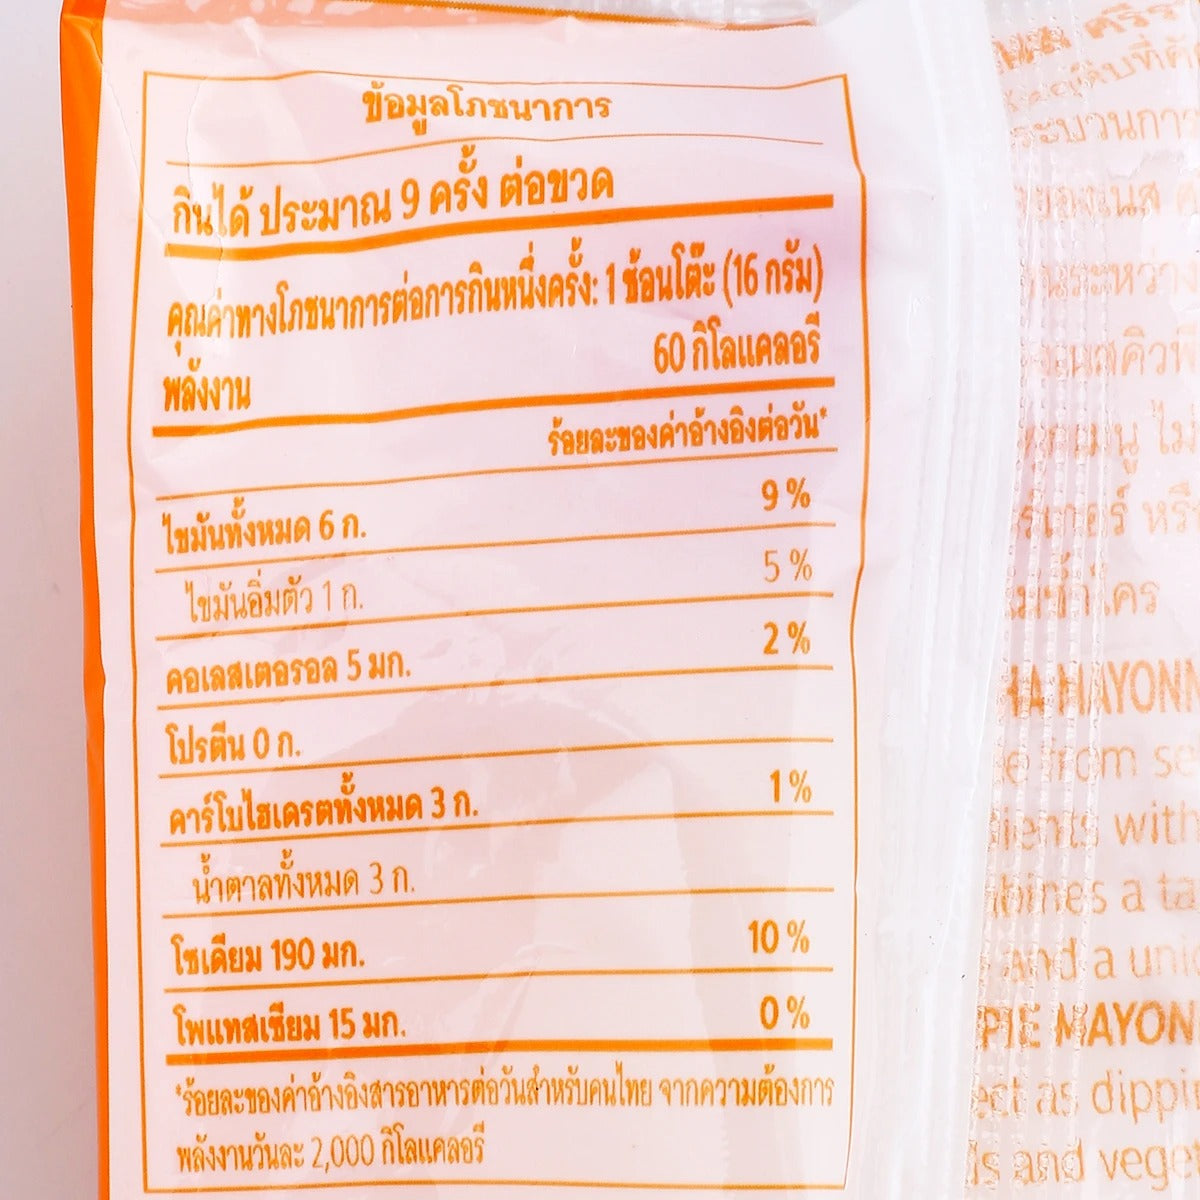 ข้อมูลโภชนาการ
กินได้ ประมาณ 9 ครั้ง ต่อขวด
คุณค่าทางโภชนาการต่อการกินหนึ่งครั้ง: 1 ช้อนโต๊ะ (16 กรัม)
พลังงาน 60 กิโลแคลอรี
ร้อยละของค่าอ้างอิงต่อวัน*
ไขมันทั้งหมด 6 ก. 9 %
ไขมันอิ่มตัว 1 ก. 5 %
คอเลสเตอรอล 5 มก. 2 %
โปรตีน 0 ก.
คาร์โบไฮเดรตทั้งหมด 3 ก. 1 %
น้ำตาลทั้งหมด 3 ก.
โซเดียม 190 มก. 10 %
โพแทสเซียม 15 มก. 0 %
*ร้อยละของค่าอ้างอิงสารอาหารต่อวันสำหรับคนไทย จากความต้องการ
พลังงานวันละ 2,000 กิโลแคลอรี
from
with
a
and a
as
and